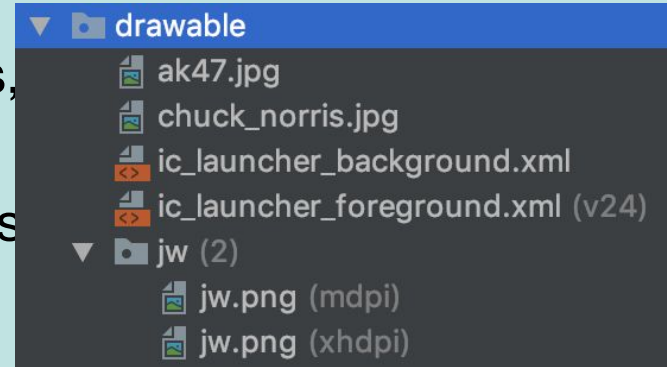 drawable
s,
ak47.jpg
chuck_norris.jpg
ic_launcher_background.xml
s
ic_launcher_foreground.xml (v24)
jw (2)
jw.png (mdpi)
jw.png (xhdpi)